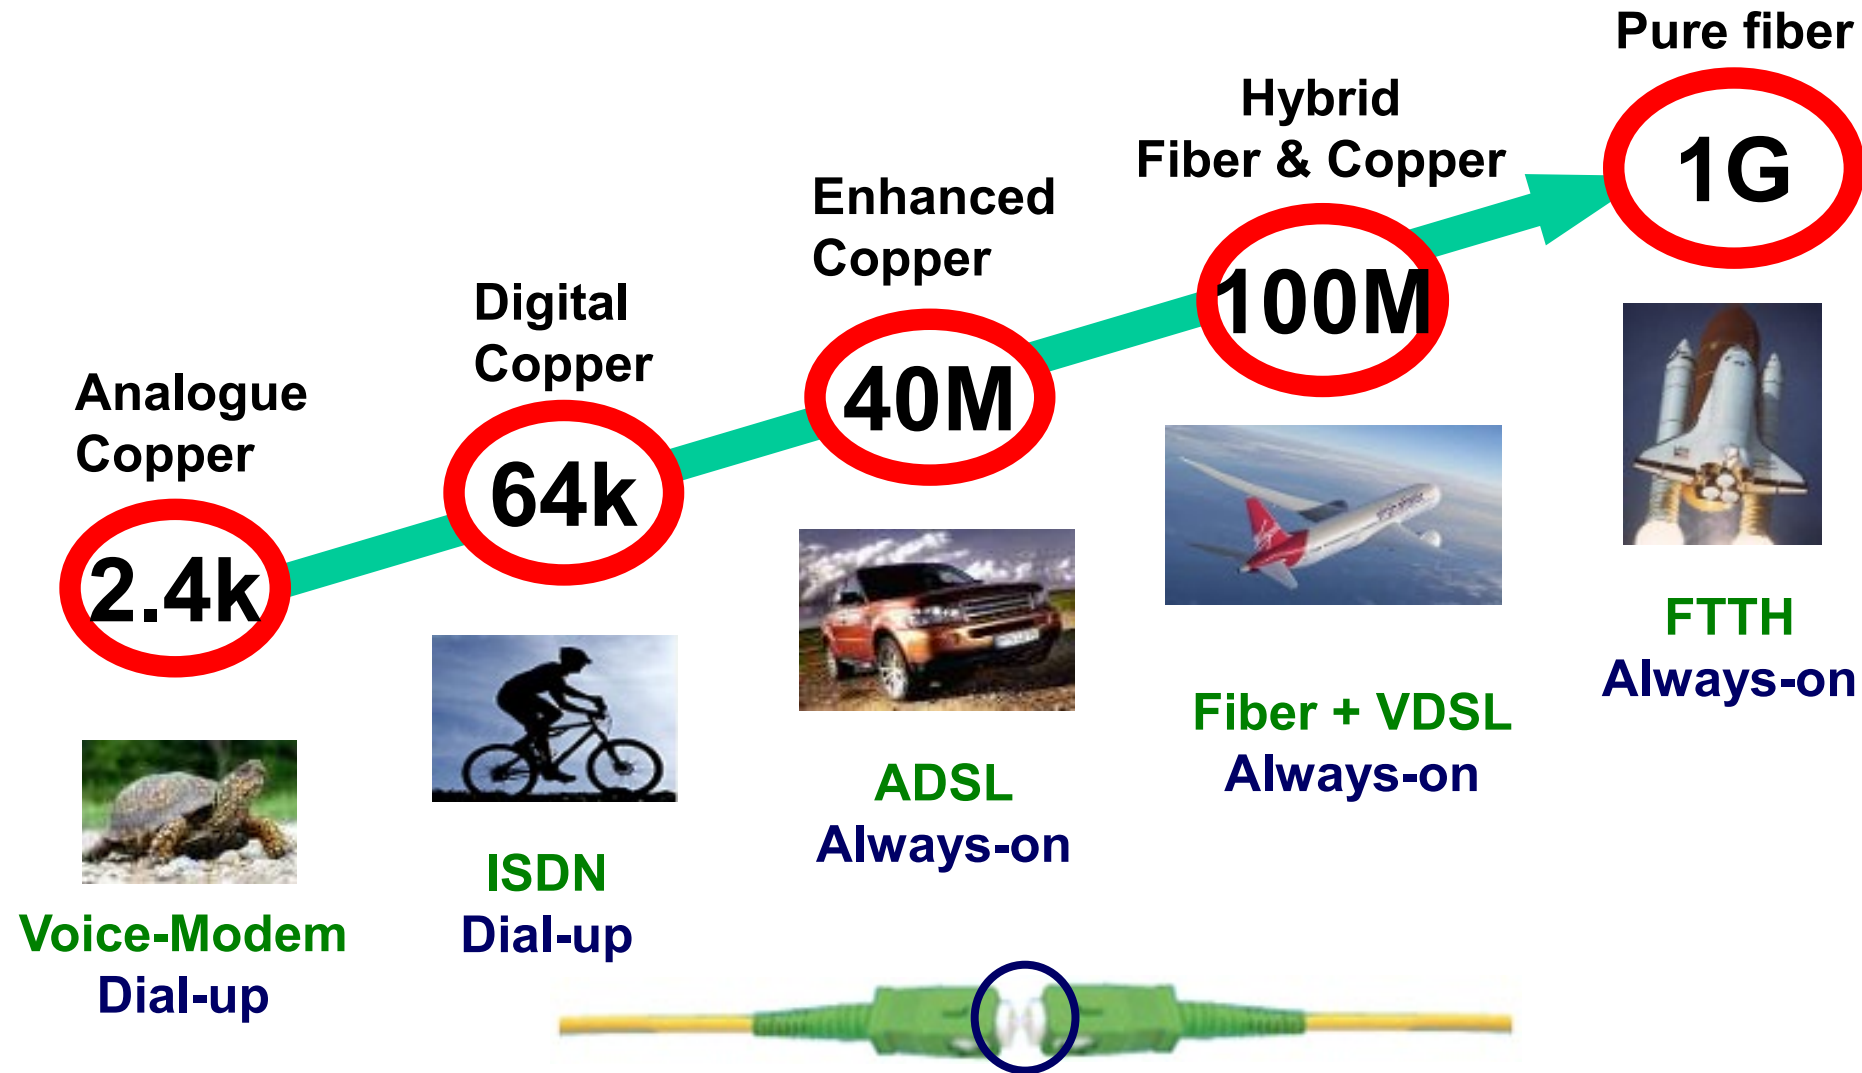 Pure fiber
1G
FTTH
Always-on
Hybrid
Fiber & Copper
100M
Fiber + VDSL
Always-on
Enhanced
Copper
40M
ADSL
Always-on
Digital
Copper
64k
ISDN
Dial-up
Analogue
Copper
2.4k
Voice-Modem
Dial-up